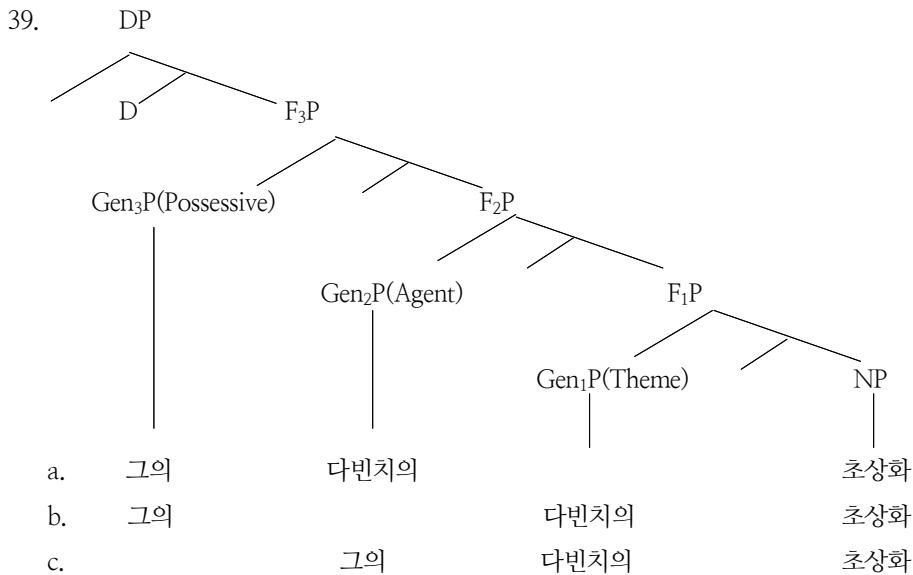 39. DP
D F₃P
Gen₃P(Possessive) F₂P
Gen₂P(Agent) F₁P
Gen₁P(Theme) NP
a. 그의 다빈치의 초상화
b. 그의 다빈치의 초상화
c. 그의 다빈치의 초상화